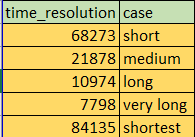 time_resolution case
68273 short
21878 medium
10974 long
7798 very long
84135 shortest